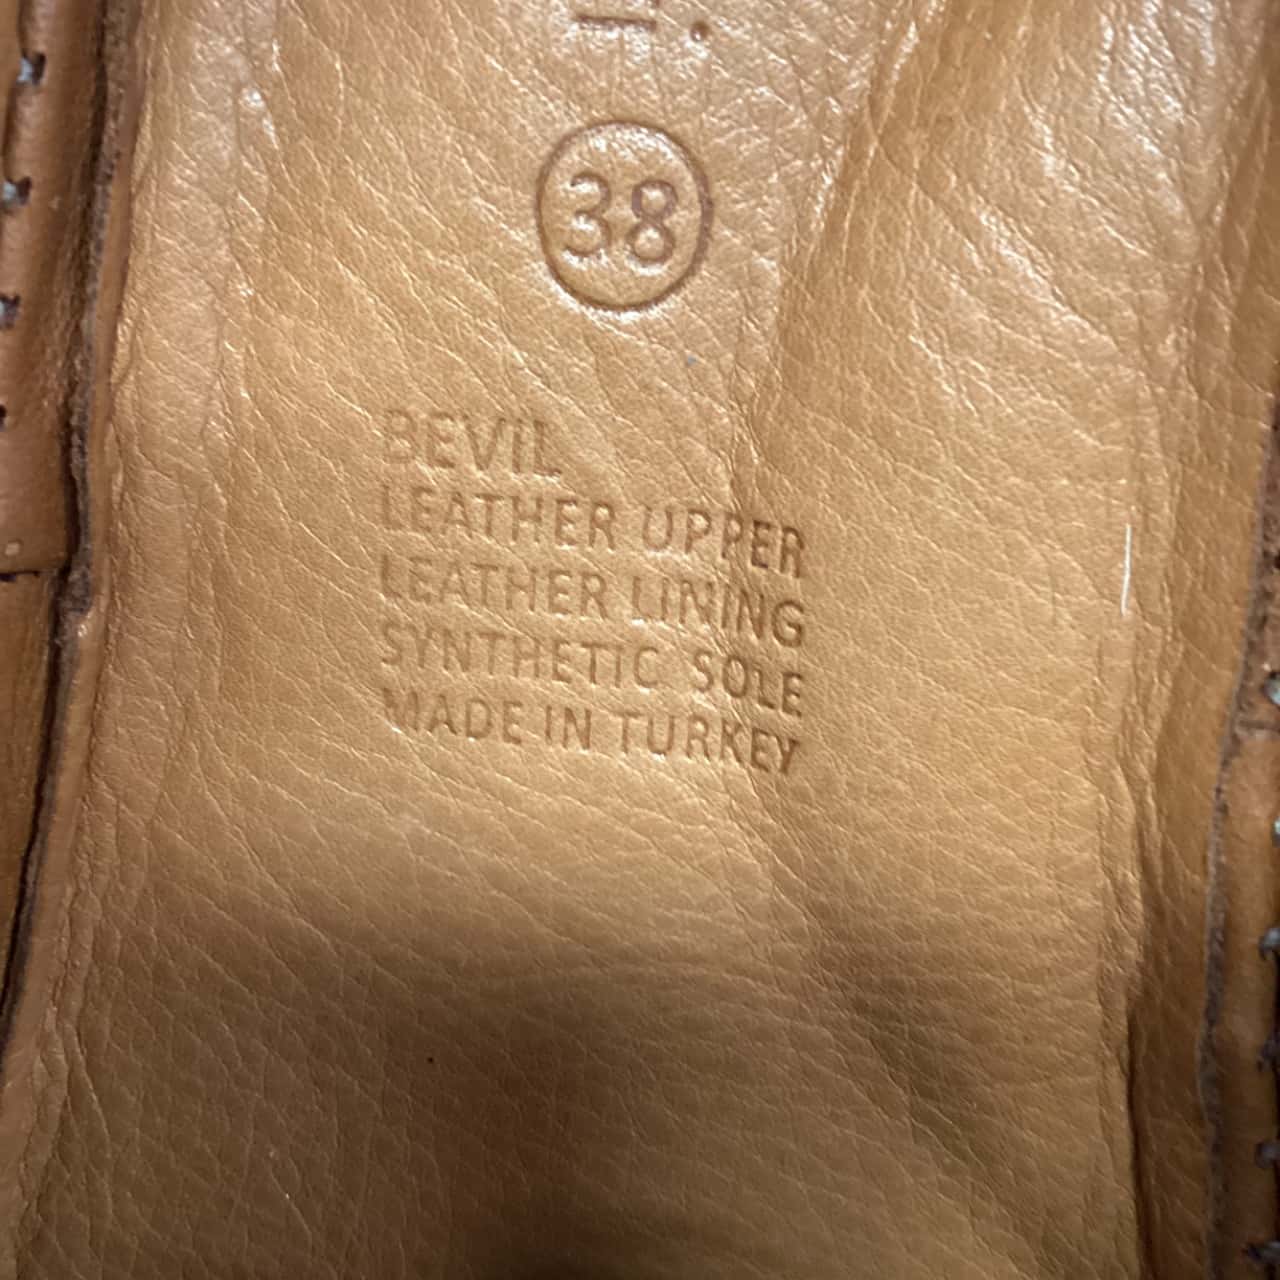 38
BEVIL
LEATHER UPPER
LEATHER LINING
SYNTHETIC SOLE
MADE IN TURKEY